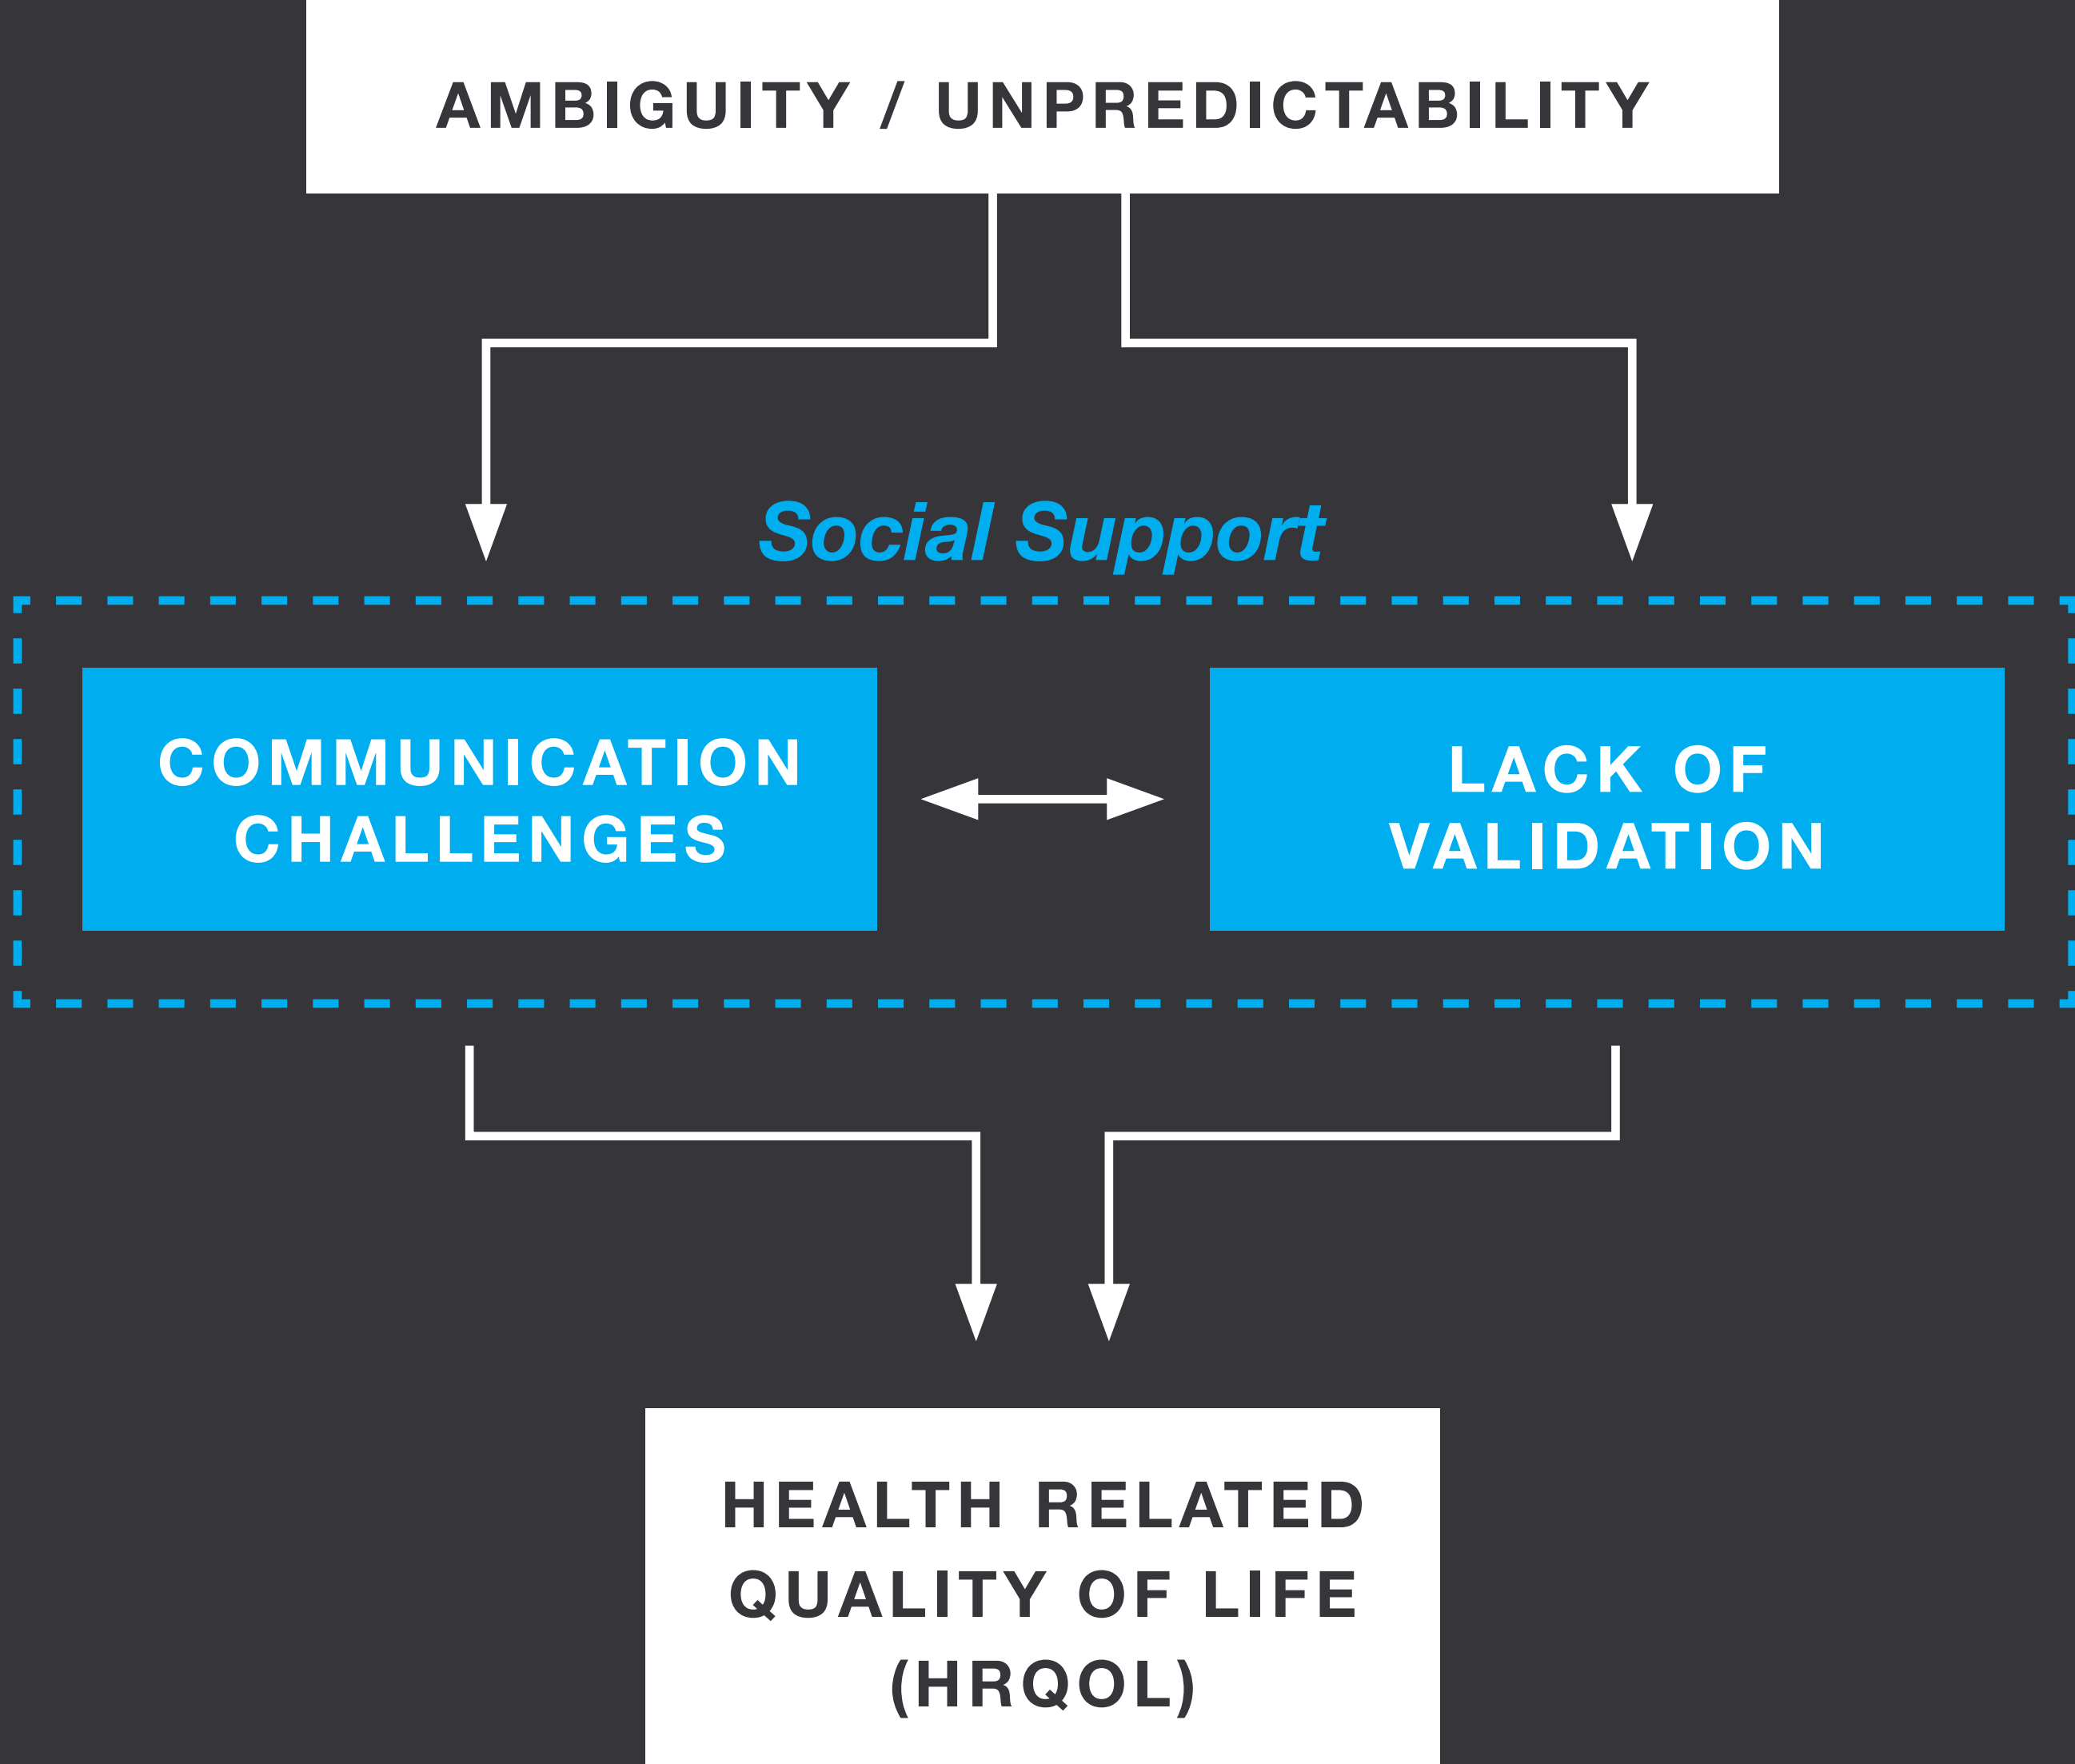 AMBIGUITY / UNPREDICTABILITY
Social Support
COMMUNICATION
CHALLENGES
LACK OF
VALIDATION
HEALTH RELATED
QUALITY OF LIFE
(HRQOL)